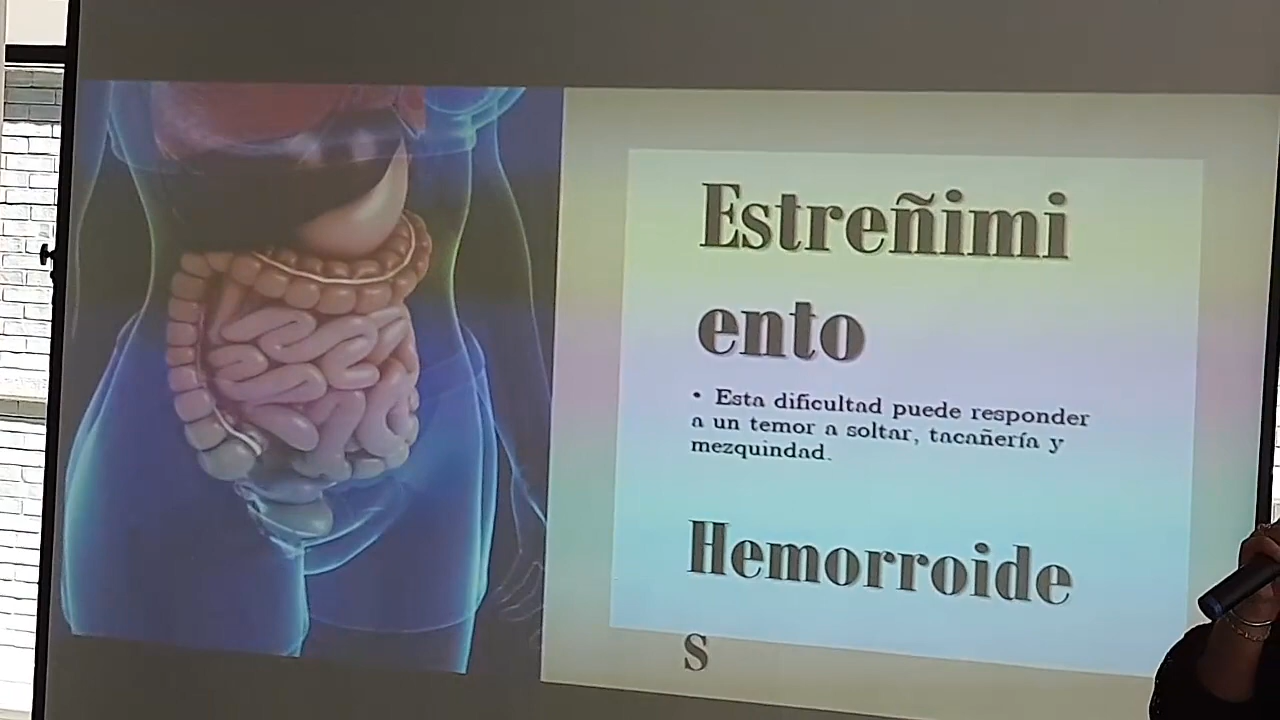 Estreñimi
ento
• Esta dificultad puede responder
a un temor a soltar, tacañería y
mezquindad.
Hemorroide
s